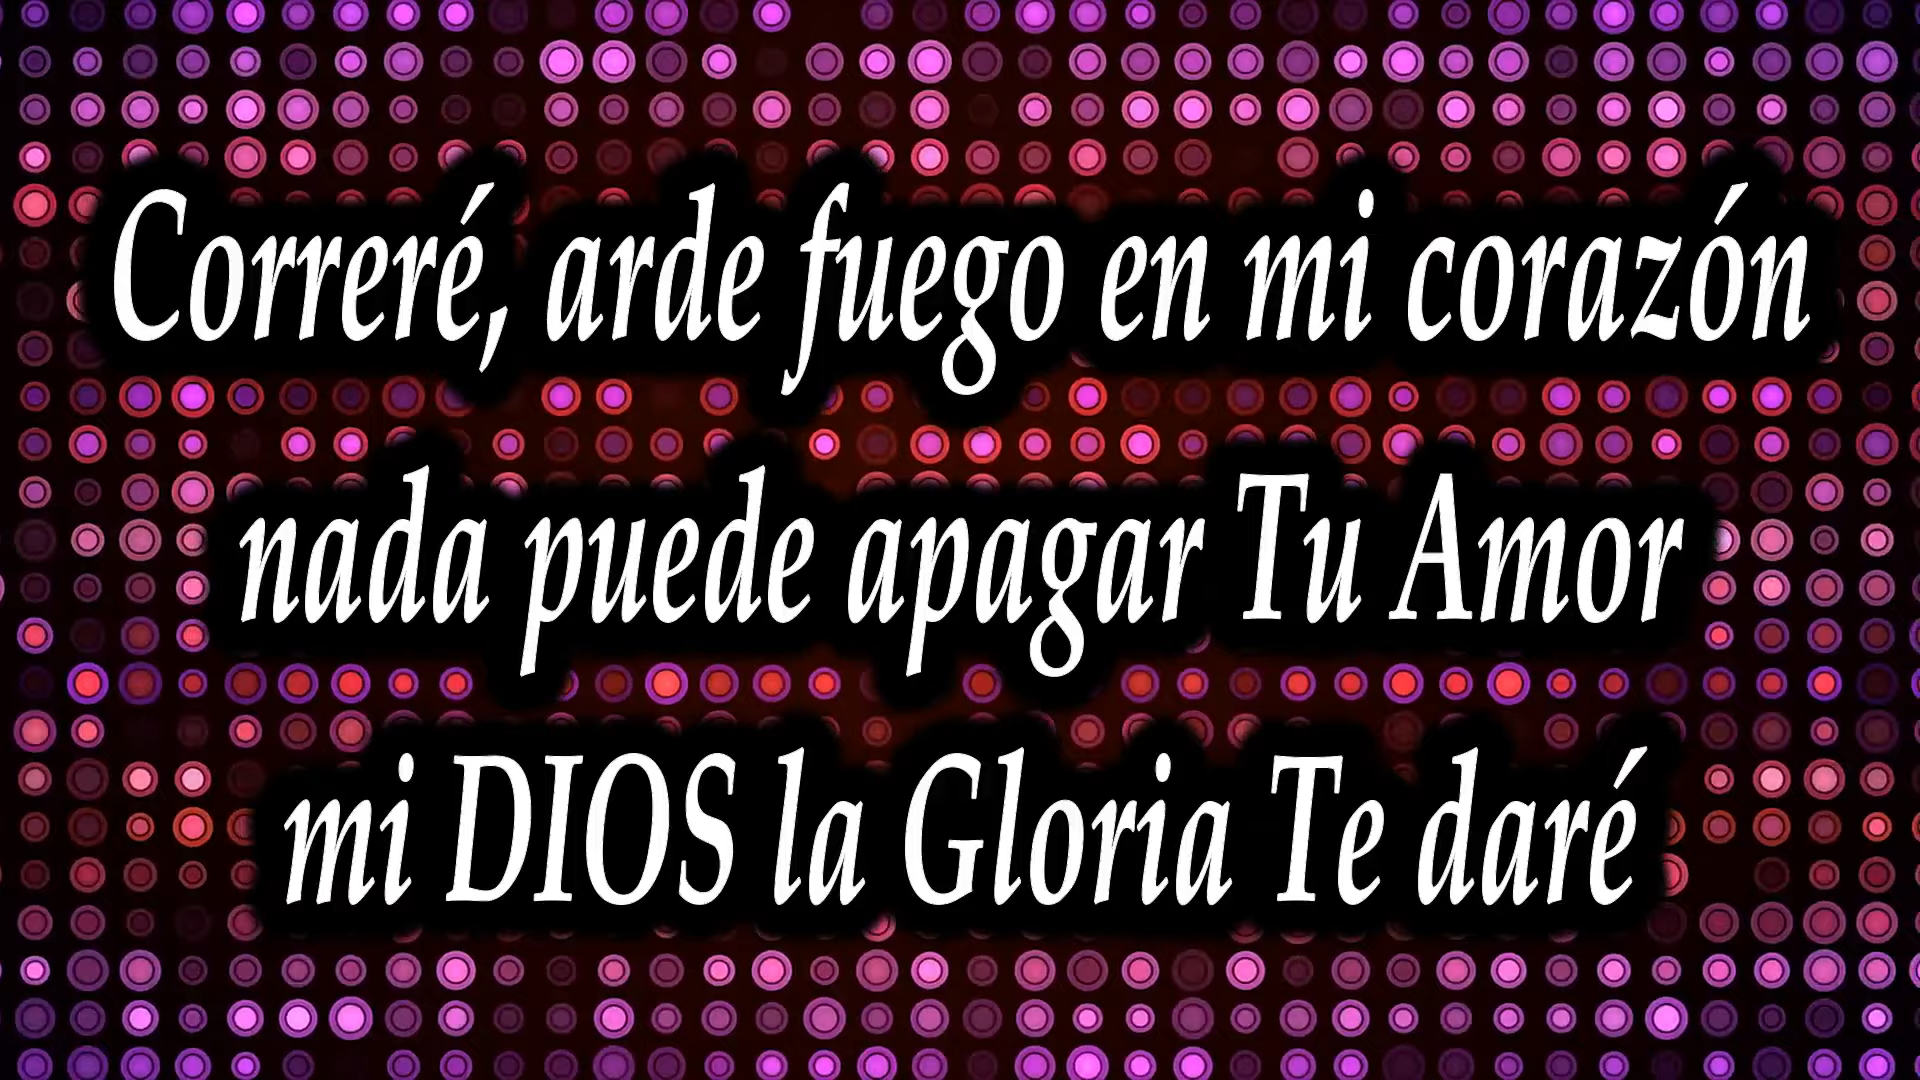 Correré, arde fuego en mi corazón
nada puede apagar Tu Amor
mi DIOS la Gloria Te daré